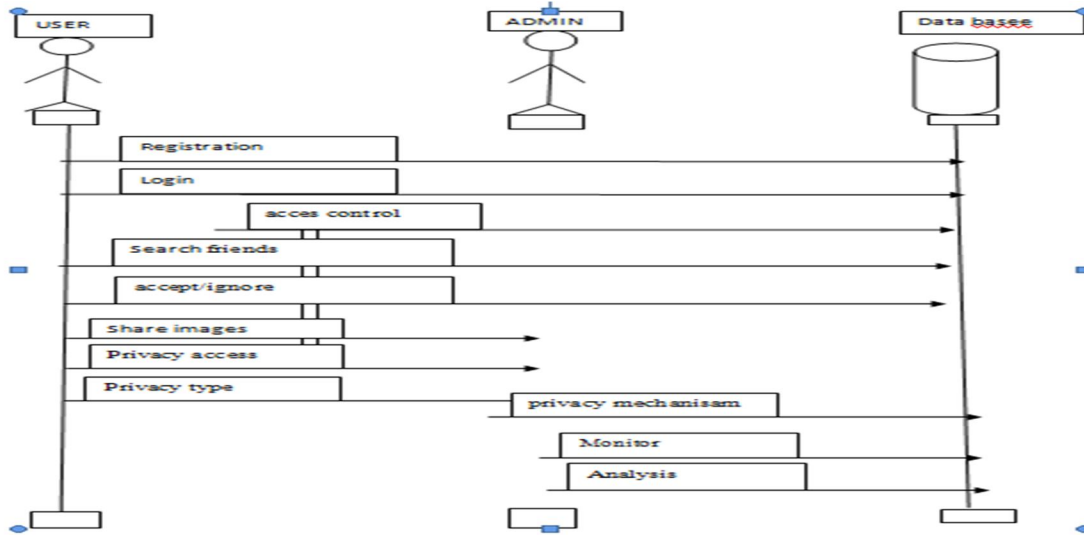 USER
ADMIN
Data basee
Registration
Login
acces control
Search friends
accept/ignore
Share images
Privacy access
Privacy type
privacy mechanisam
Monitor
Analysis